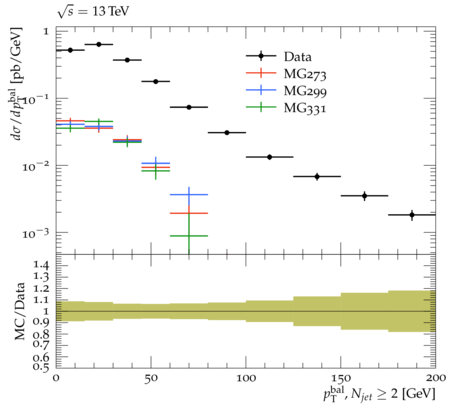 √s = 13 TeV
dσ/dp_T^bal [pb/GeV]
1
10⁻¹
10⁻²
10⁻³
Data
MG273
MG299
MG331
MC/Data
1.4
1.3
1.2
1.1
1
0.9
0.8
0.7
0.6
0.5
0 50 100 150 200
p_T^bal, N_jet ≥ 2 [GeV]